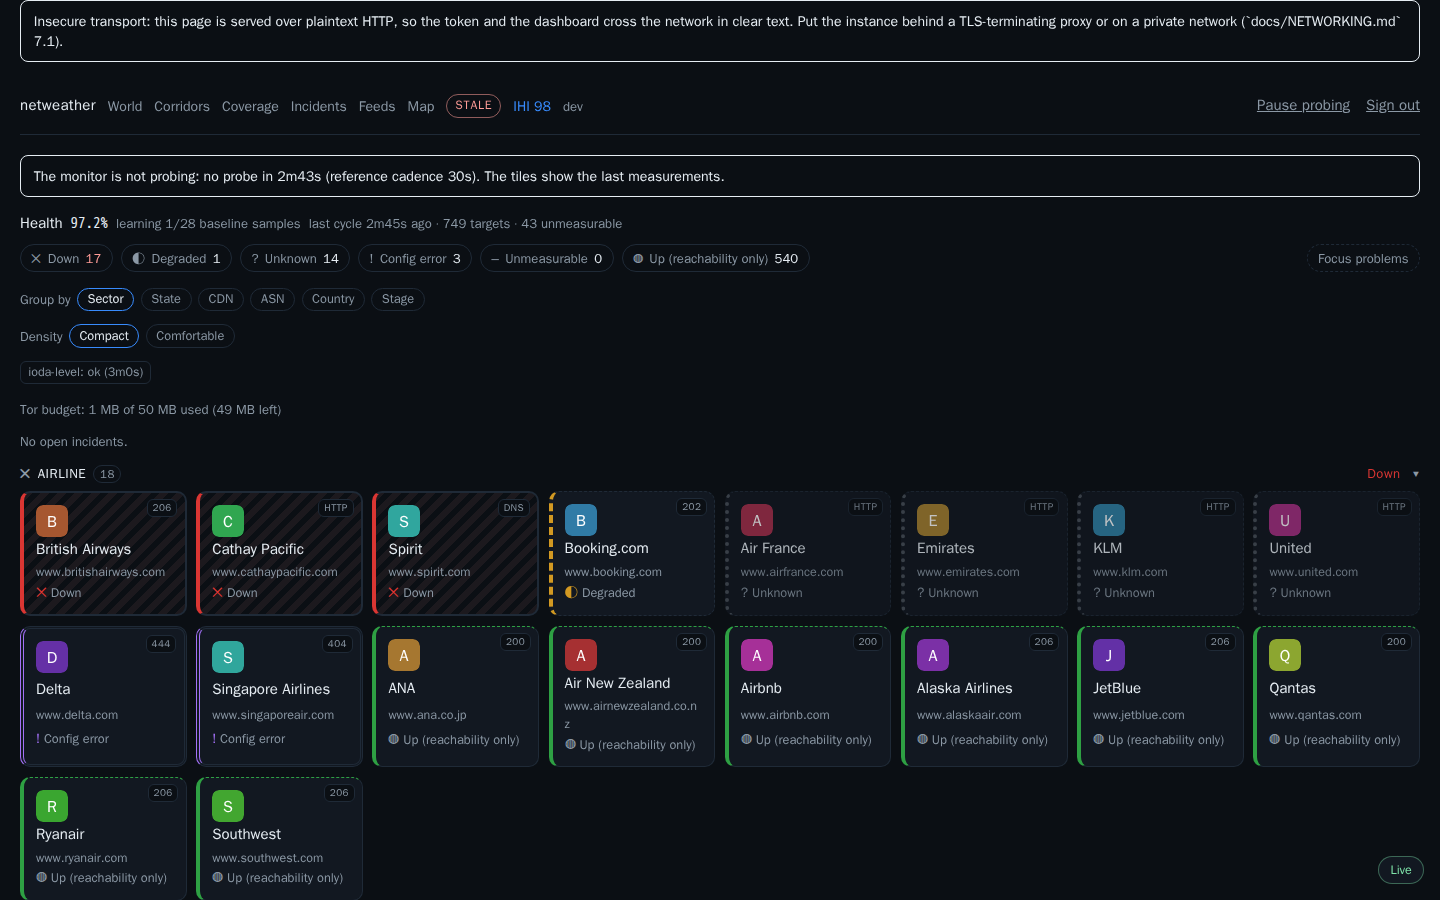 Insecure transport: this page is served over plaintext HTTP, so the token and the dashboard cross the network in clear text. Put the instance behind a TLS-terminating proxy or on a private network (`docs/NETWORKING.md`
7.1).
netweather World Corridors Coverage Incidents Feeds Map STALE IHI 98 dev Pause probing Sign out
The monitor is not probing: no probe in 2m43s (reference cadence 30s). The tiles show the last measurements.
Health 97.2% learning 1/28 baseline samples last cycle 2m45s ago · 749 targets · 43 unmeasurable
✕ Down 17 ◐ Degraded 1 ? Unknown 14 ! Config error 3 – Unmeasurable 0 ◍ Up (reachability only) 540 Focus problems
Group by Sector State CDN ASN Country Stage
Density Compact Comfortable
ioda-level: ok (3m0s)
Tor budget: 1 MB of 50 MB used (49 MB left)
No open incidents.
✕ AIRLINE 18 Down ▾
B 206 C HTTP S DNS B 202 A HTTP E HTTP K HTTP U HTTP
British Airways Cathay Pacific Spirit Booking.com Air France Emirates KLM United
www.britishairways.com www.cathaypacific.com www.spirit.com www.booking.com www.airfrance.com www.emirates.com www.klm.com www.united.com
✕ Down ✕ Down ✕ Down ◐ Degraded ? Unknown ? Unknown ? Unknown ? Unknown
D 444 S 404 A 200 A 200 A 200 A 206 J 206 Q 200
Delta Singapore Airlines ANA Air New Zealand Airbnb Alaska Airlines JetBlue Qantas
www.delta.com www.singaporeair.com www.ana.co.jp www.airnewzealand.co.n www.airbnb.com www.alaskaair.com www.jetblue.com www.qantas.com
z
! Config error ! Config error ◍ Up (reachability only) ◍ Up (reachability only) ◍ Up (reachability only) ◍ Up (reachability only) ◍ Up (reachability only) ◍ Up (reachability only)
R 206 S 206
Ryanair Southwest
www.ryanair.com www.southwest.com
◍ Up (reachability only) ◍ Up (reachability only)
Live